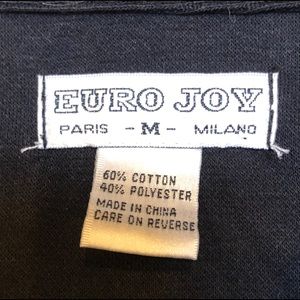 EURO JOY
PARIS - M - MILANO
60% COTTON
40% POLYESTER
MADE IN CHINA
CARE ON REVERSE